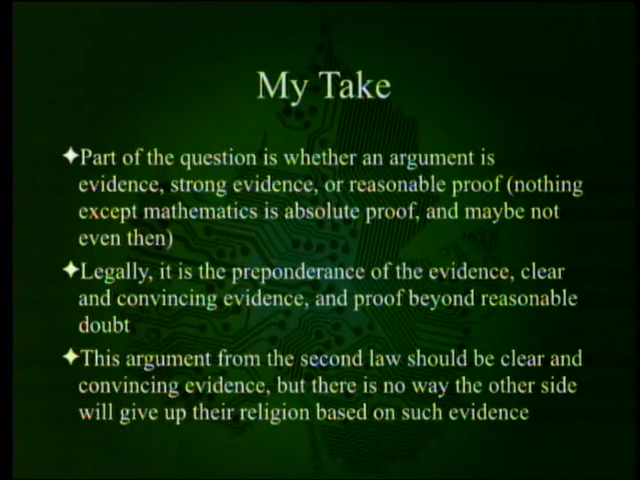 My Take
Part of the question is whether an argument is
evidence, strong evidence, or reasonable proof (nothing
except mathematics is absolute proof, and maybe not
even then)
Legally, it is the preponderance of the evidence, clear
and convincing evidence, and proof beyond reasonable
doubt
This argument from the second law should be clear and
convincing evidence, but there is no way the other side
will give up their religion based on such evidence